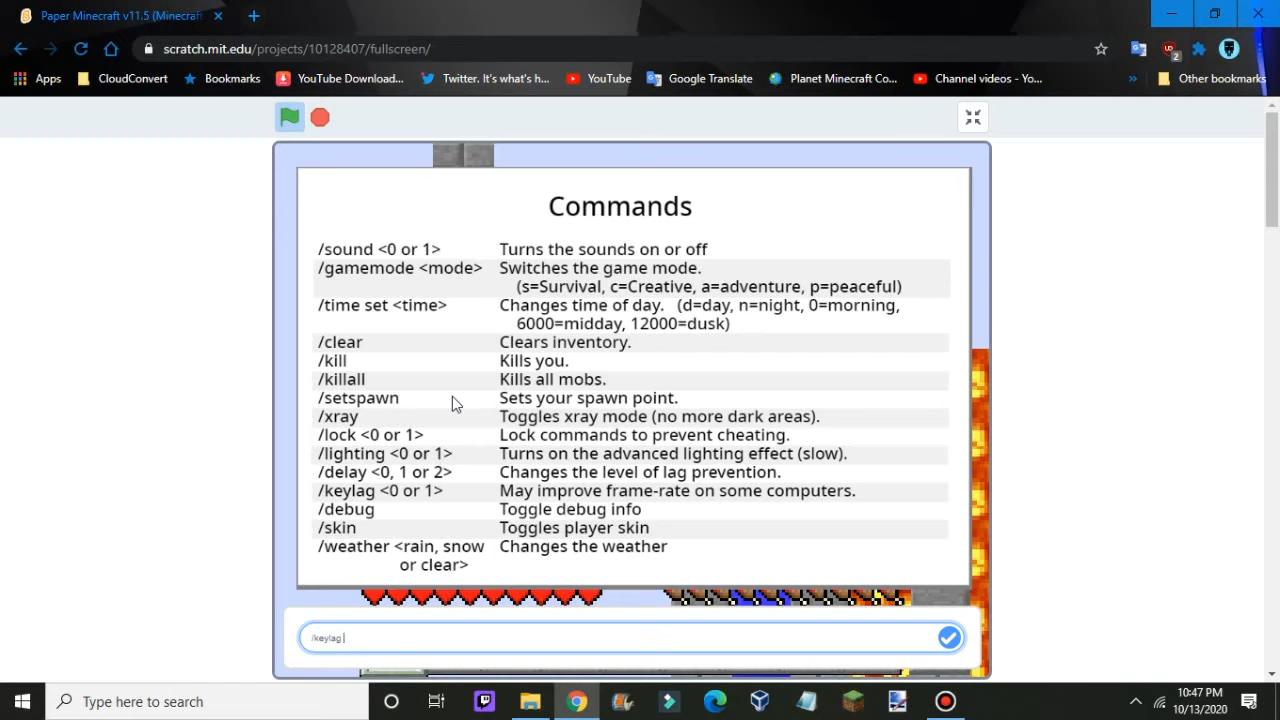 Paper Minecraft v11.5 (Minecraft
scratch.mit.edu/projects/10128407/fullscreen/
Apps CloudConvert Bookmarks YouTube Download... Twitter. It's what's h... YouTube Google Translate Planet Minecraft Co... Channel videos - Yo... » Other bookmarks
Commands
/sound <0 or 1> Turns the sounds on or off
/gamemode <mode> Switches the game mode.
(s=Survival, c=Creative, a=adventure, p=peaceful)
/time set <time> Changes time of day. (d=day, n=night, 0=morning,
6000=midday, 12000=dusk)
/clear Clears inventory.
/kill Kills you.
/killall Kills all mobs.
/setspawn Sets your spawn point.
/xray Toggles xray mode (no more dark areas).
/lock <0 or 1> Lock commands to prevent cheating.
/lighting <0 or 1> Turns on the advanced lighting effect (slow).
/delay <0, 1 or 2> Changes the level of lag prevention.
/keylag <0 or 1> May improve frame-rate on some computers.
/debug Toggle debug info
/skin Toggles player skin
/weather <rain, snow Changes the weather
or clear>
/keylag
Type here to search
10:47 PM
10/13/2020